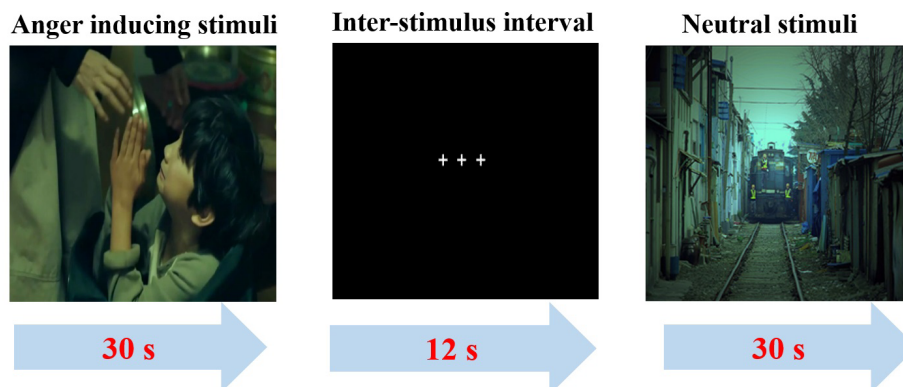 Anger inducing stimuli
Inter-stimulus interval
Neutral stimuli
+ + +
30 s
12 s
30 s